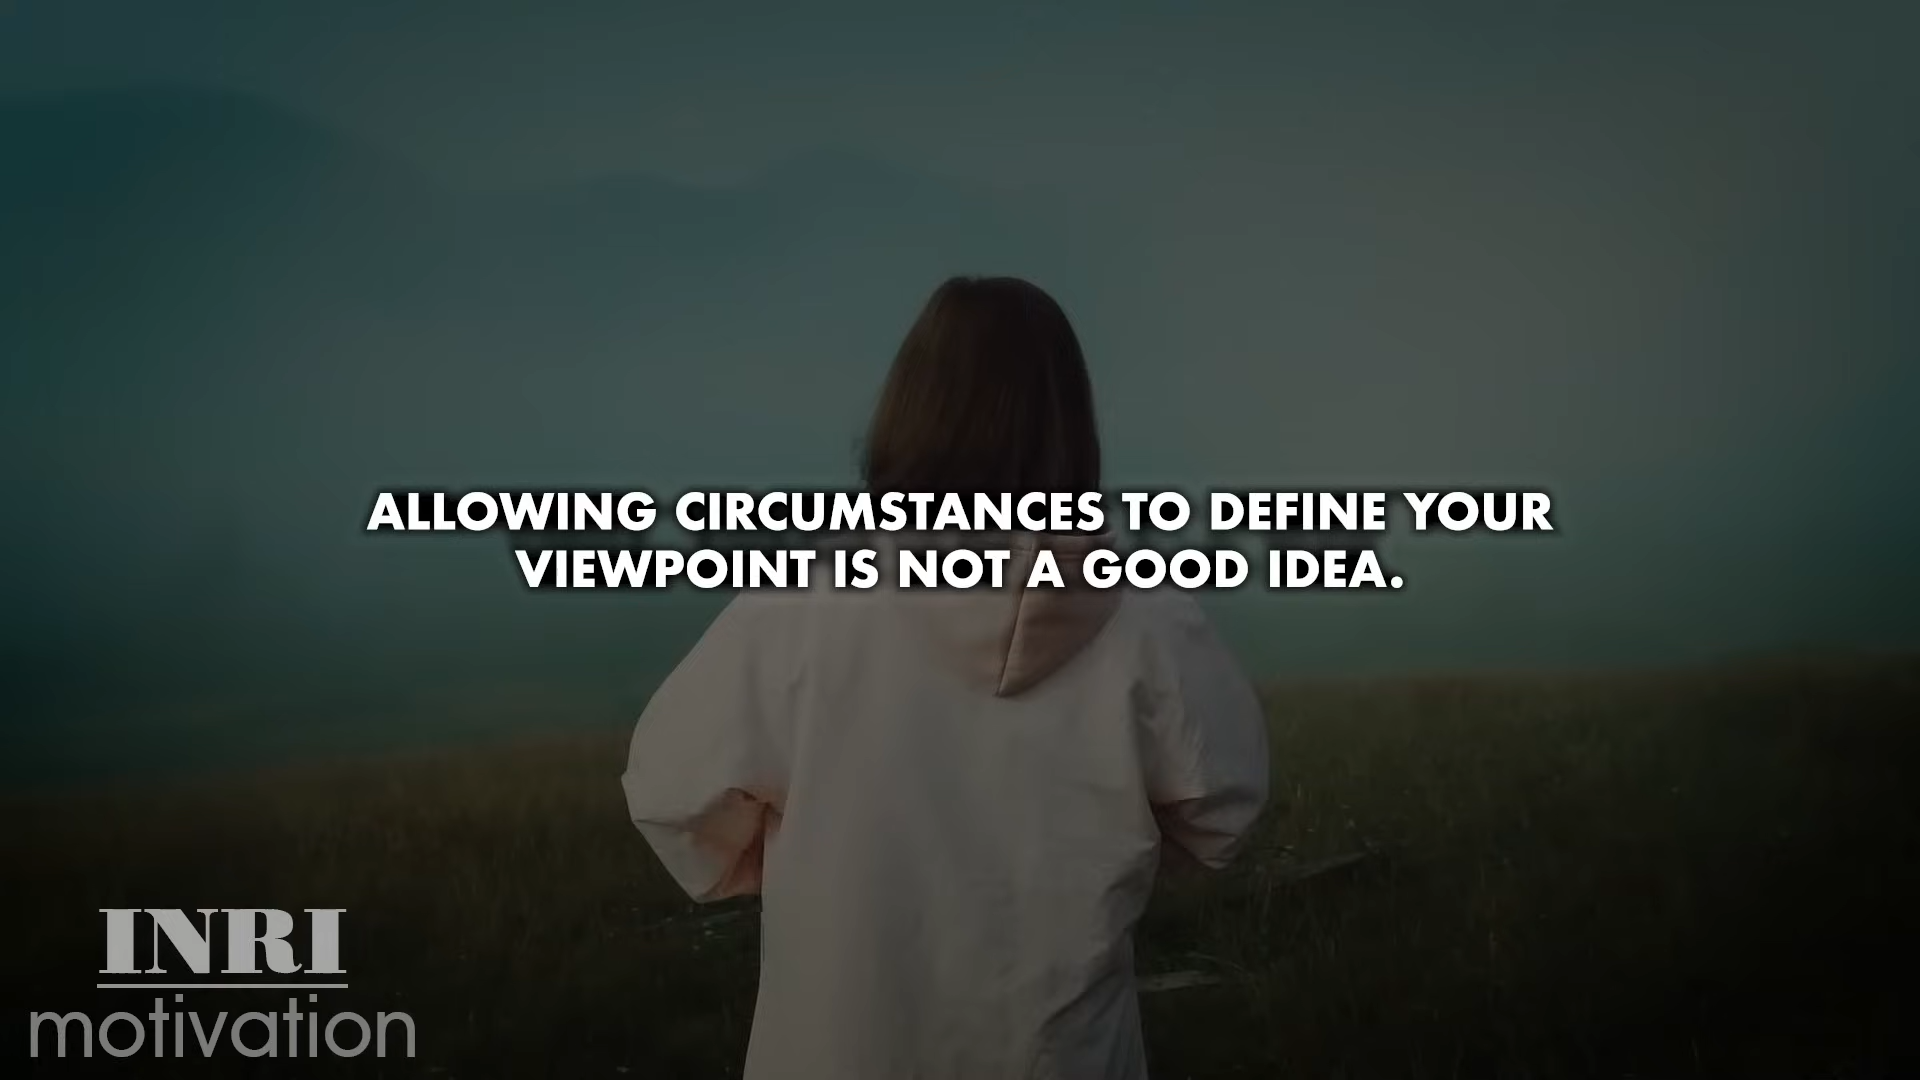 ALLOWING CIRCUMSTANCES TO DEFINE YOUR
VIEWPOINT IS NOT A GOOD IDEA.
INRI
motivation